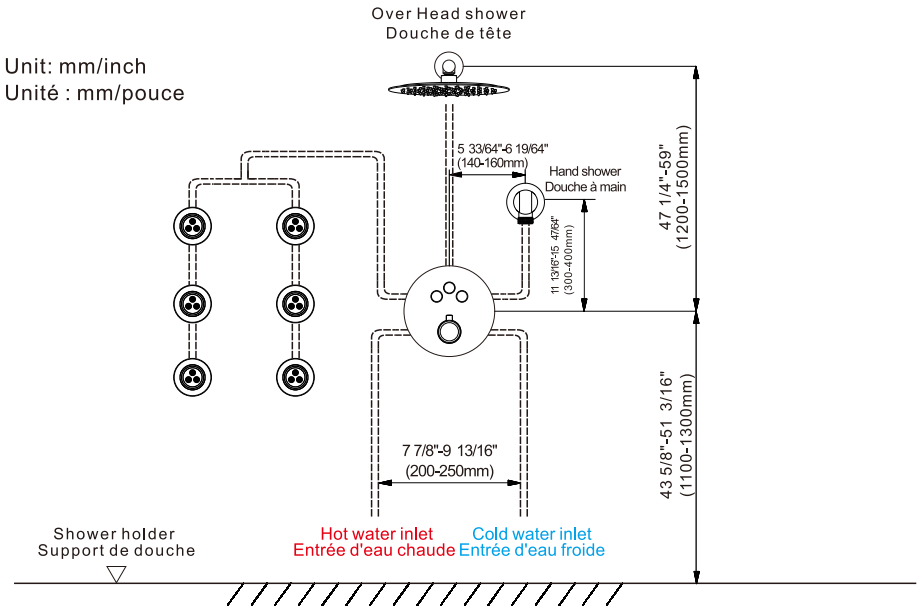 Over Head shower
Douche de tête
Unit: mm/inch
Unité : mm/pouce
5 33/64"-6 19/64"
(140-160mm)
Hand shower
Douche à main
47 1/4"-59"
(1200-1500mm)
11 13/16"-15 47/64"
(300-400mm)
43 5/8"-51 3/16"
(1100-1300mm)
7 7/8"-9 13/16"
(200-250mm)
Shower holder
Support de douche
Hot water inlet
Entrée d'eau chaude
Cold water inlet
Entrée d'eau froide